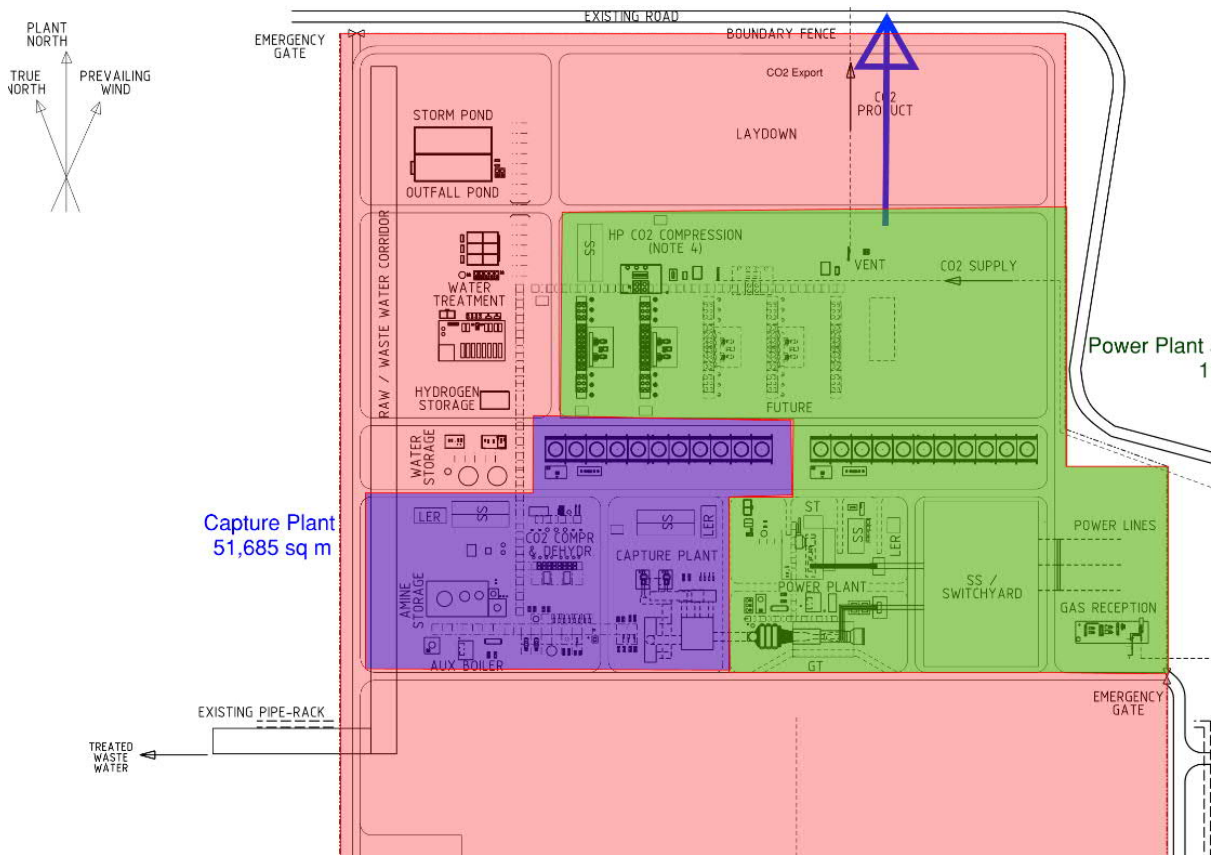 EXISTING ROAD
PLANT
NORTH
TRUE
NORTH
PREVAILING
WIND
EMERGENCY
GATE
BOUNDARY FENCE
CO2 Export
CO2
PRODUCT
STORM POND
LAYDOWN
OUTFALL POND
RAW / WASTE WATER CORRIDOR
SS
HP CO2 COMPRESSION
(NOTE 4)
VENT
CO2 SUPPLY
WATER
TREATMENT
Power Plant
1
HYDROGEN
STORAGE
FUTURE
WATER
STORAGE
Capture Plant
51,685 sq m
LER
SS
CO2 COMPR
& DEHYDR
SS
LER
CAPTURE PLANT
ST
SS
LER
POWER LINES
AMINE
STORAGE
POWER PLANT
SS /
SWITCHYARD
GAS RECEPTION
AUX BOILER
GT
EMERGENCY
GATE
EXISTING PIPE-RACK
TREATED
WASTE
WATER